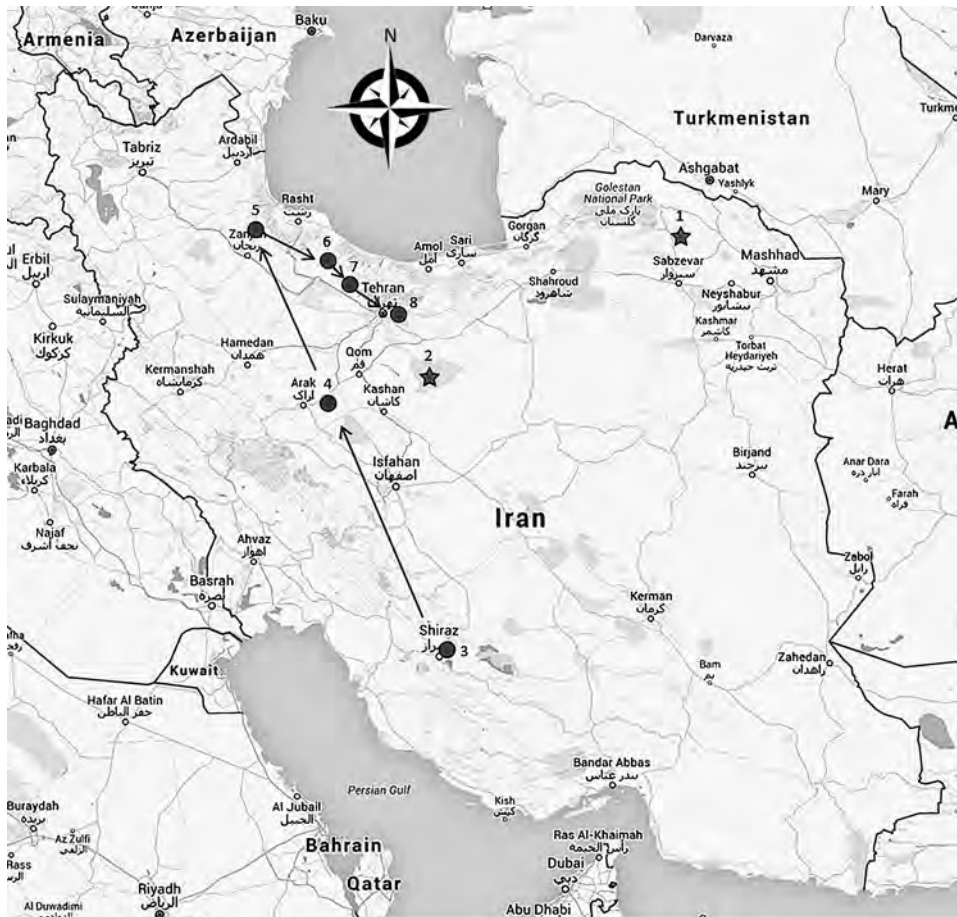 Baku
Armenia
Azerbaijan
N
Darvaza
Turkmenistan
Tabriz
تبریز
Ardabil
اردبیل
Ashgabat
Yashlyk
Mary
Golestan
National Park
پارک ملی
گلستان
Rasht
رشت
5
6
7
1
Gorgan
گرگان
Sari
ساری
Amol
آمل
زنجان
Erbil
اربيل
Tehran
8
Shahroud
شاهرود
Sabzevar
سبزوار
Mashhad
مشهد
Neyshabur
نیشابور
Sulaymaniyah
السليمانية
Kashmar
کاشمر
Kirkuk
كركوك
Hamedan
همدان
Qom
قم
2
Torbat
Heydariyeh
تربت حیدریه
Kermanshah
کرمانشاه
Arak
اراک
4
Kashan
کاشان
Herat
هرات
Baghdad
بغداد
Karbala
كربلاء
Isfahan
اصفهان
Birjand
بیرجند
Anar Dara
انار دره
Farah
فراه
Iran
Najaf
نجف اشرف
Ahvaz
اهواز
Zabol
زابل
Basrah
بصرة
Kerman
کرمان
Shiraz
3
Kuwait
Bam
بم
Zahedan
زاهدان
Hafar Al Batin
حفر الباطن
Bandar Abbas
بندر عباس
Persian Gulf
Kish
کیش
Al Jubail
الجبيل
Buraydah
بريدة
Az Zulfi
الزلفي
Ras Al-Khaimah
رأس الخيمة
Bahrain
Rass
Dubai
دبي
Qatar
Riyadh
الرياض
Al Duwadimi
Abu Dhabi